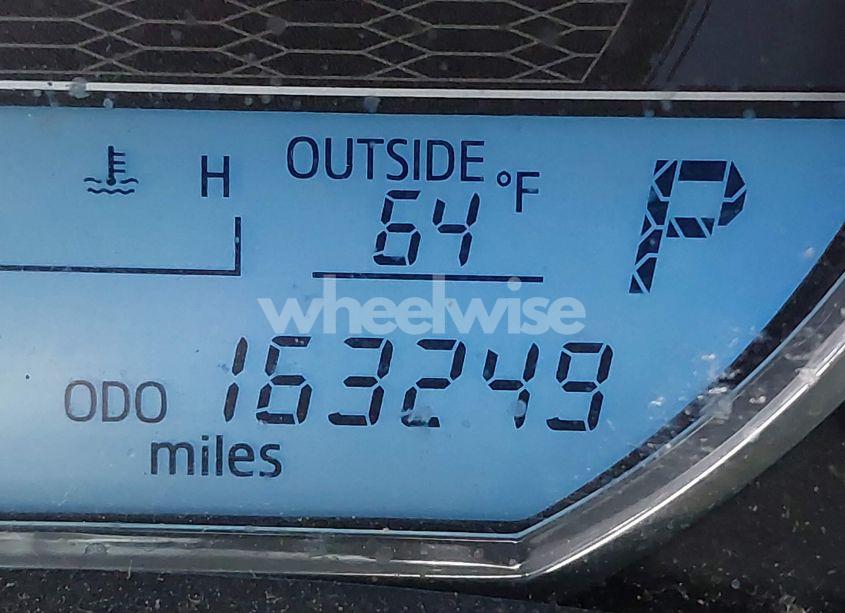 OUTSIDE
H
°F
P
64
wheelwise
ODO 163249
miles